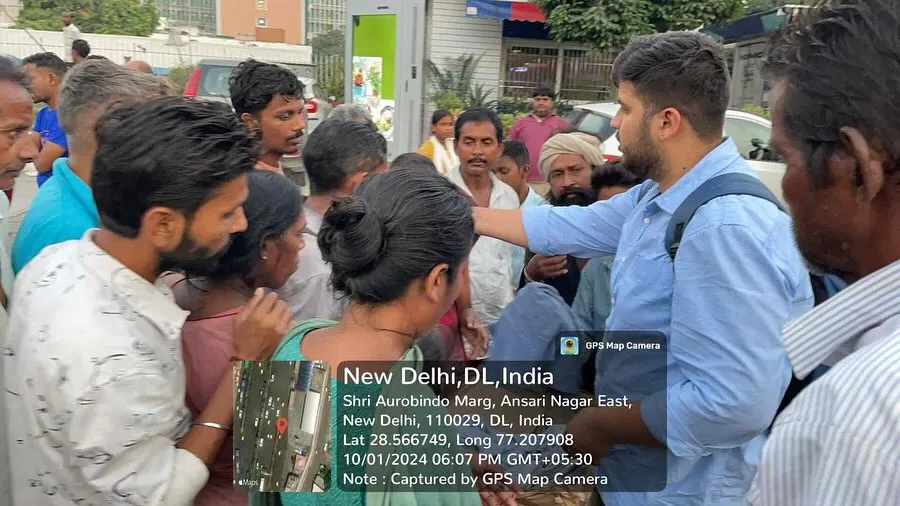 GPS Map Camera
New Delhi,DL,India
Shri Aurobindo Marg, Ansari Nagar East,
New Delhi, 110029, DL, India
Lat 28.566749, Long 77.207908
10/01/2024 06:07 PM GMT+05:30
Note : Captured by GPS Map Camera
Maps